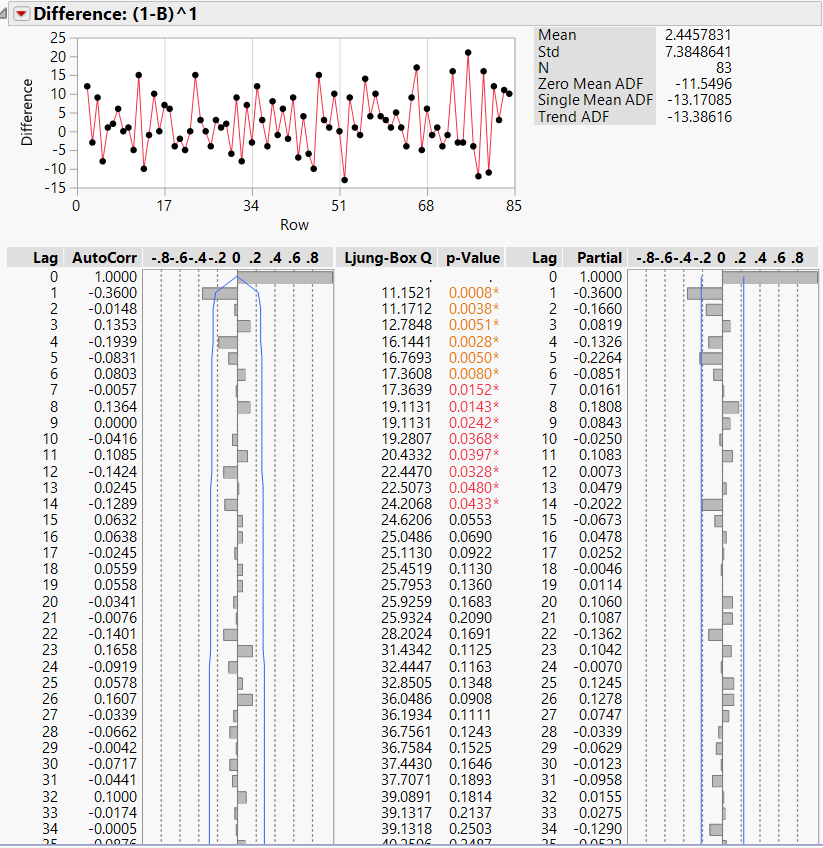 Difference: (1-B)^1
25
20
15
10
5
0
-5
-10
-15
Difference
0 17 34 51 68 85
Row
Mean 2.4457831
Std 7.3848641
N 83
Zero Mean ADF -11.5496
Single Mean ADF -13.17085
Trend ADF -13.38616
Lag AutoCorr -.8-.6-.4-.2 0 .2 .4 .6 .8 Ljung-Box Q p-Value Lag Partial -.8-.6-.4-.2 0 .2 .4 .6 .8
0 1.0000 . . 0 1.0000
1 -0.3600 11.1521 0.0008* 1 -0.3600
2 -0.0148 11.1712 0.0038* 2 -0.1660
3 0.1353 12.7848 0.0051* 3 0.0819
4 -0.1939 16.1441 0.0028* 4 -0.1326
5 -0.0831 16.7693 0.0050* 5 -0.2264
6 0.0803 17.3608 0.0080* 6 -0.0851
7 -0.0057 17.3639 0.0152* 7 0.0161
8 0.1364 19.1131 0.0143* 8 0.1808
9 0.0000 19.1131 0.0242* 9 0.0843
10 -0.0416 19.2807 0.0368* 10 -0.0250
11 0.1085 20.4332 0.0397* 11 0.1083
12 -0.1424 22.4470 0.0328* 12 0.0073
13 0.0245 22.5073 0.0480* 13 0.0479
14 -0.1289 24.2068 0.0433* 14 -0.2022
15 0.0632 24.6206 0.0553 15 -0.0673
16 0.0638 25.0486 0.0690 16 0.0478
17 -0.0245 25.1130 0.0922 17 0.0252
18 0.0559 25.4519 0.1130 18 -0.0046
19 0.0558 25.7953 0.1360 19 0.0114
20 -0.0341 25.9259 0.1683 20 0.1060
21 -0.0076 25.9324 0.2090 21 0.1087
22 -0.1401 28.2024 0.1691 22 -0.1362
23 0.1658 31.4342 0.1125 23 0.1042
24 -0.0919 32.4447 0.1163 24 -0.0070
25 0.0578 32.8505 0.1348 25 0.1245
26 0.1607 36.0486 0.0908 26 0.1278
27 -0.0339 36.1934 0.1111 27 0.0747
28 -0.0662 36.7561 0.1243 28 -0.0339
29 -0.0042 36.7584 0.1525 29 -0.0629
30 -0.0717 37.4430 0.1646 30 -0.0123
31 -0.0441 37.7071 0.1893 31 -0.0958
32 0.1000 39.0891 0.1814 32 0.0155
33 -0.0174 39.1317 0.2137 33 0.0275
34 -0.0005 39.1318 0.2503 34 -0.1290